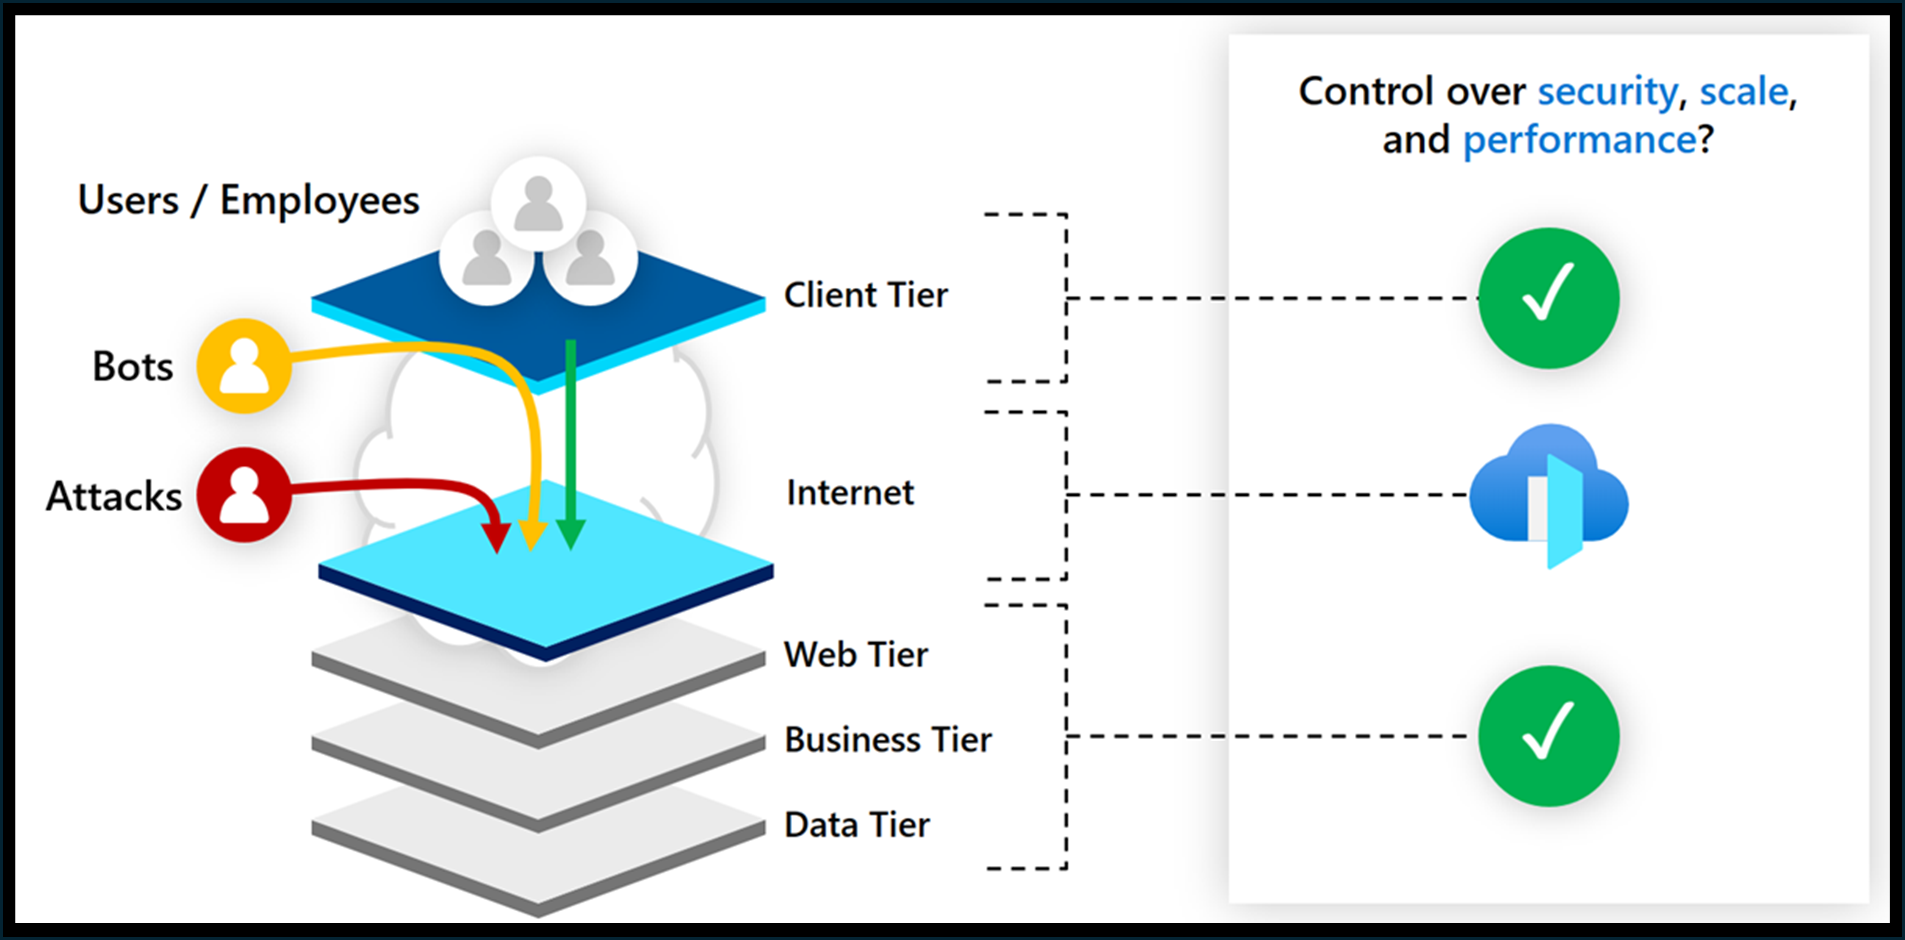 Control over security, scale,
and performance?
Users / Employees
Client Tier
Bots
Attacks
Internet
Web Tier
Business Tier
Data Tier